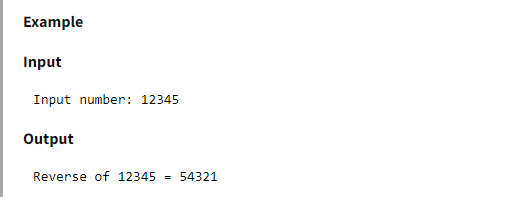 Example
Input
Input number: 12345
Output
Reverse of 12345 = 54321